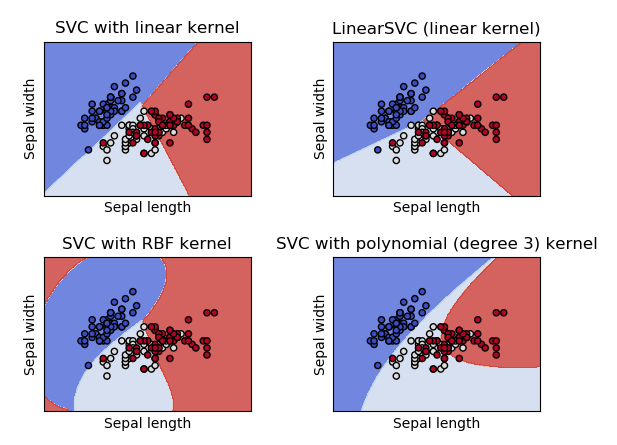 SVC with linear kernel
LinearSVC (linear kernel)
Sepal width
Sepal width
Sepal length
Sepal length
SVC with RBF kernel
SVC with polynomial (degree 3) kernel
Sepal width
Sepal width
Sepal length
Sepal length